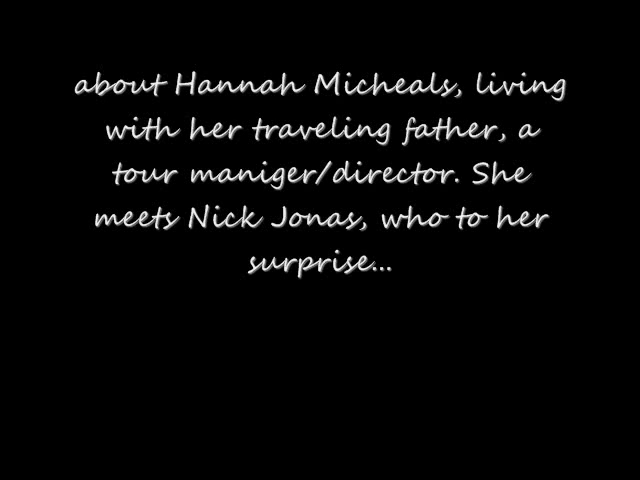 about Hannah Micheals, living
with her traveling father, a
tour maniger/director. She
meets Nick Jonas, who to her
surprise...